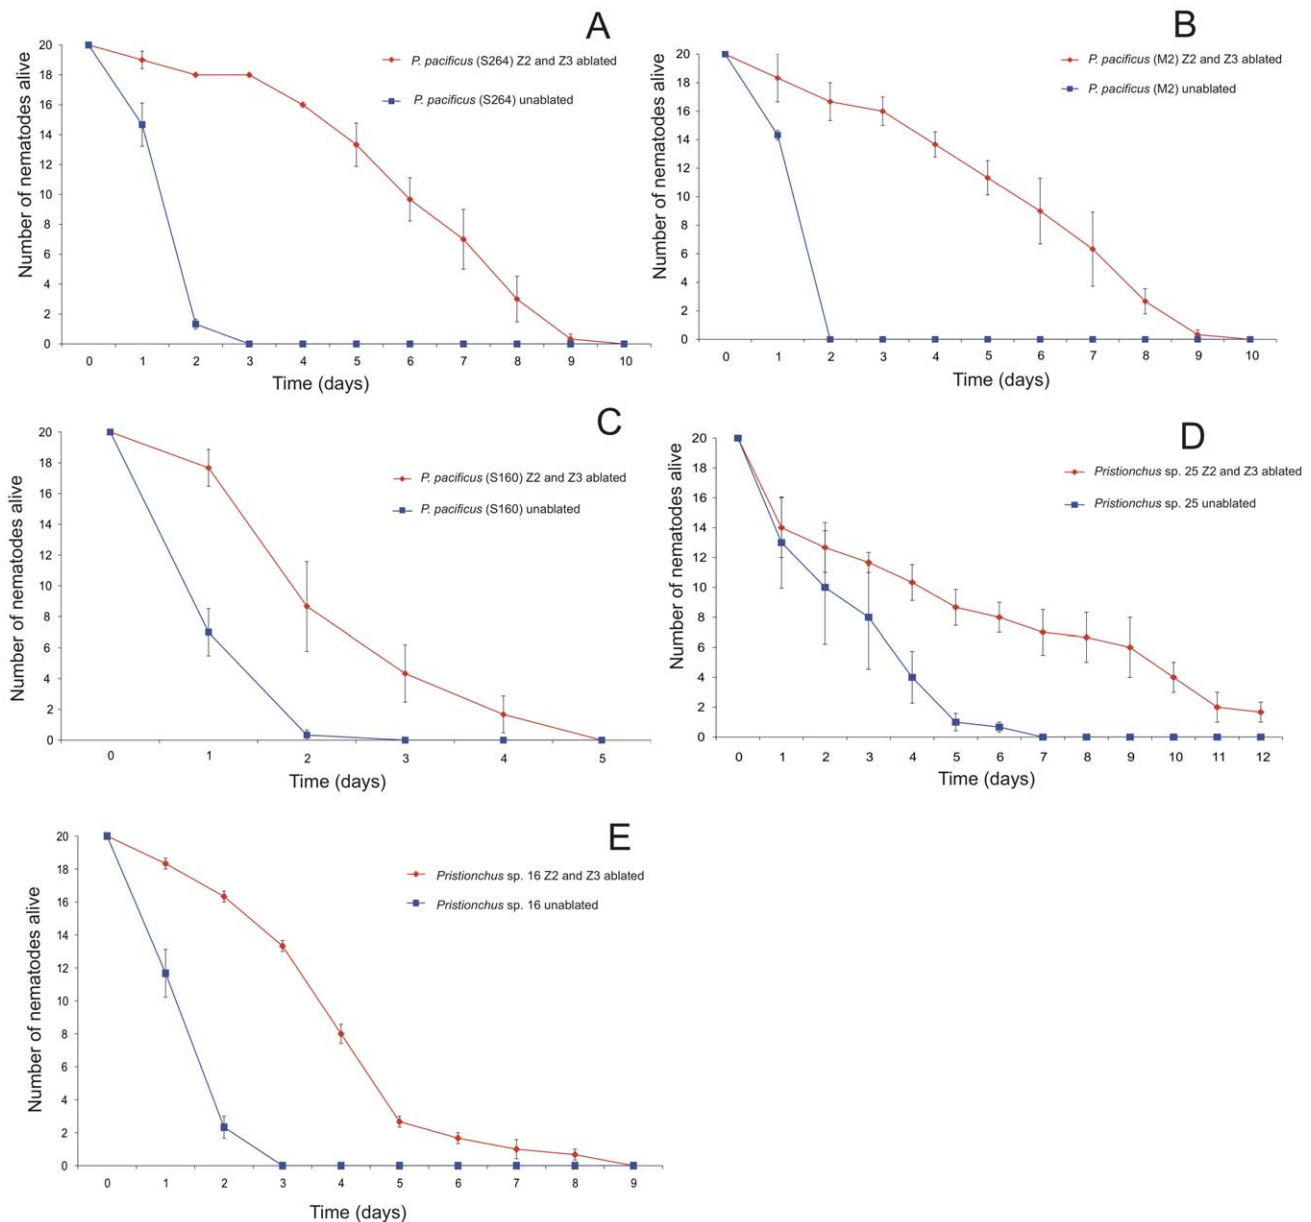 A
Number of nematodes alive
20
18
16
14
12
10
8
6
4
2
0
P. pacificus (S264) Z2 and Z3 ablated
P. pacificus (S264) unablated
0 1 2 3 4 5 6 7 8 9 10
Time (days)
B
Number of nematodes alive
20
18
16
14
12
10
8
6
4
2
0
P. pacificus (M2) Z2 and Z3 ablated
P. pacificus (M2) unablated
0 1 2 3 4 5 6 7 8 9 10
Time (days)
C
Number of nematodes alive
20
18
16
14
12
10
8
6
4
2
0
P. pacificus (S160) Z2 and Z3 ablated
P. pacificus (S160) unablated
0 1 2 3 4 5
Time (days)
D
Number of nematodes alive
20
18
16
14
12
10
8
6
4
2
0
Pristionchus sp. 25 Z2 and Z3 ablated
Pristionchus sp. 25 unablated
0 1 2 3 4 5 6 7 8 9 10 11 12
Time (days)
E
Number of nematodes alive
20
18
16
14
12
10
8
6
4
2
0
Pristionchus sp. 16 Z2 and Z3 ablated
Pristionchus sp. 16 unablated
0 1 2 3 4 5 6 7 8 9
Time (days)